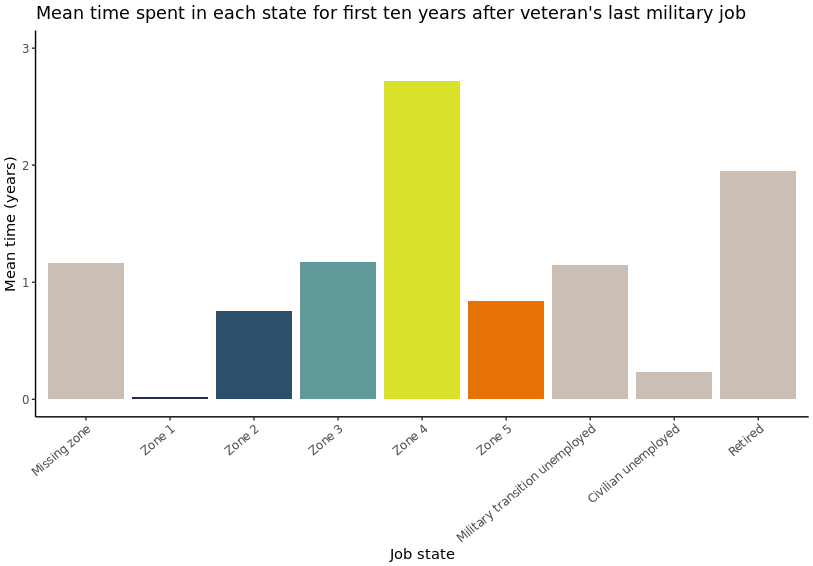 Mean time spent in each state for first ten years after veteran's last military job
3
2
1
0
Mean time (years)
Missing zone
Zone 1
Zone 2
Zone 3
Zone 4
Zone 5
Military transition unemployed
Civilian unemployed
Retired
Job state